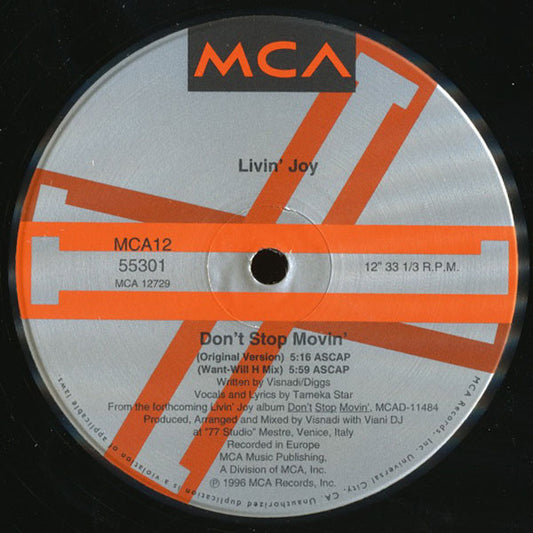 MCA
Livin' Joy
MCA12
55301
MCA 12729
12" 33 1/3 R.P.M.
Don't Stop Movin'
(Original Version) 5:16 ASCAP
(Want-Will H Mix) 5:59 ASCAP
Written by Visnadi/Diggs
Vocals and Lyrics by Tameka Star
From the forthcoming Livin' Joy album Don't Stop Movin', MCAD-11484
Produced, Arranged and Mixed by Visnadi with Viani DJ
at "77 Studio" Mestre, Venice, Italy
Recorded in Europe
MCA Music Publishing,
A Division of MCA, Inc.
℗ 1996 MCA Records, Inc.
MCA Records, Inc. Universal City, CA. Unauthorized duplication is a violation of applicable laws.